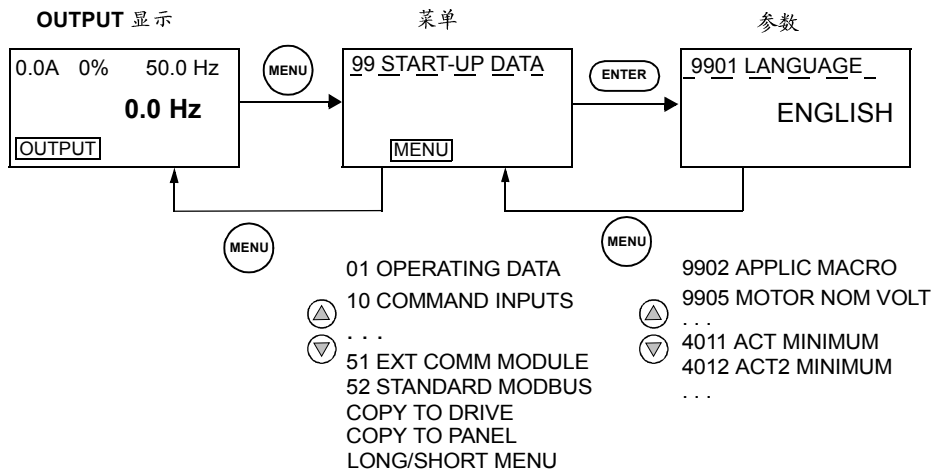 OUTPUT 显示
菜单
参数
0.0A 0% 50.0 Hz
0.0 Hz
OUTPUT
MENU
99 START-UP DATA
MENU
ENTER
9901 LANGUAGE
ENGLISH
MENU
MENU
01 OPERATING DATA
10 COMMAND INPUTS
. . .
51 EXT COMM MODULE
52 STANDARD MODBUS
COPY TO DRIVE
COPY TO PANEL
LONG/SHORT MENU
9902 APPLIC MACRO
9905 MOTOR NOM VOLT
. . .
4011 ACT MINIMUM
4012 ACT2 MINIMUM
. . .